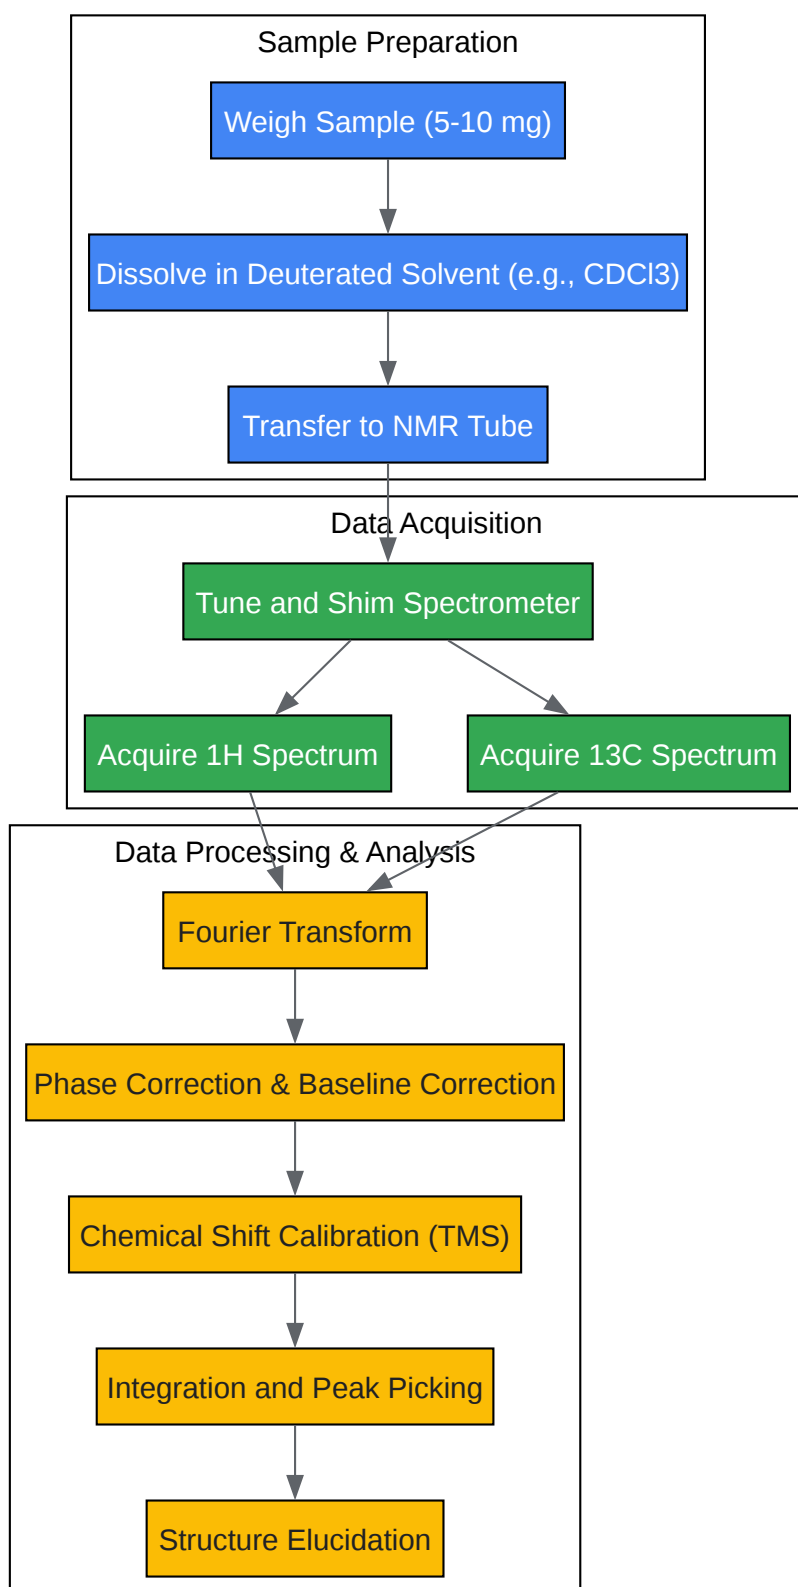 Sample Preparation
Weigh Sample (5-10 mg)
Dissolve in Deuterated Solvent (e.g., CDCl3)
Transfer to NMR Tube
Data Acquisition
Tune and Shim Spectrometer
Acquire 1H Spectrum
Acquire 13C Spectrum
Data Processing & Analysis
Fourier Transform
Phase Correction & Baseline Correction
Chemical Shift Calibration (TMS)
Integration and Peak Picking
Structure Elucidation